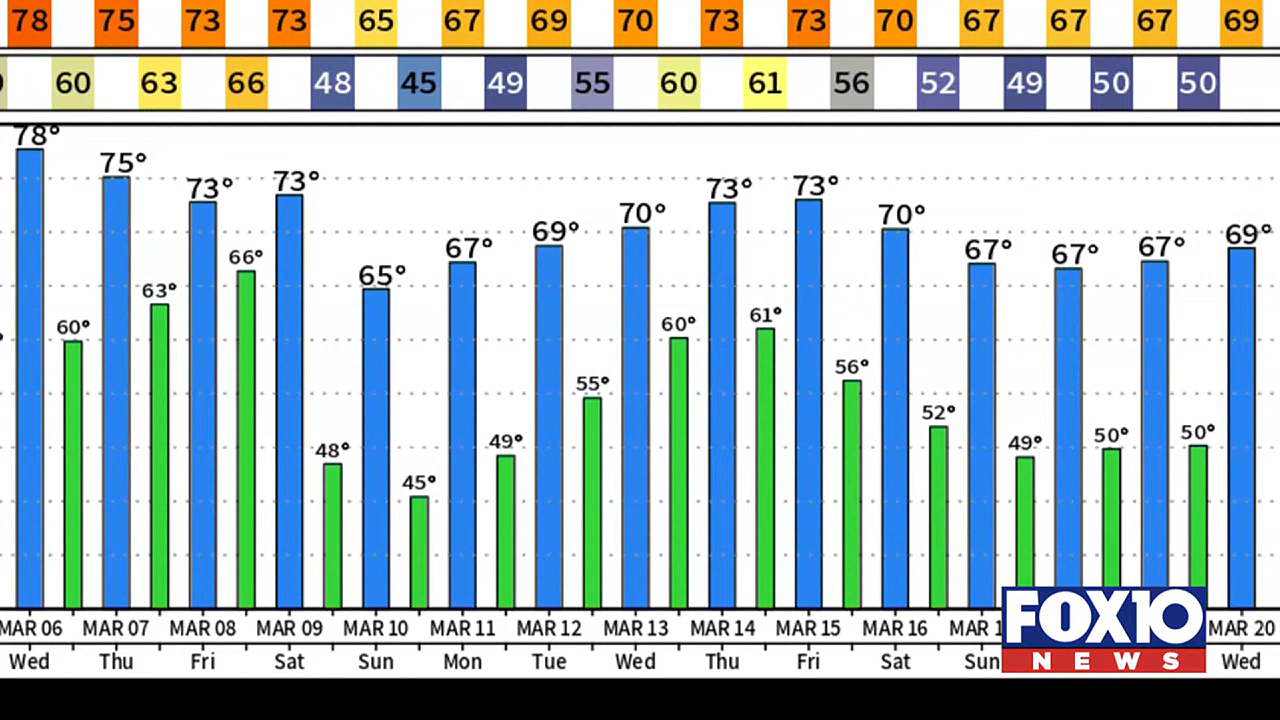 78 75 73 73 65 67 69 70 73 73 70 67 67 67 69
60 63 66 48 45 49 55 60 61 56 52 49 50 50
78° 75° 73° 73° 65° 67° 69° 70° 73° 73° 70° 67° 67° 67° 69°
60° 63° 66° 48° 45° 49° 55° 60° 61° 56° 52° 49° 50° 50°
MAR 06 MAR 07 MAR 08 MAR 09 MAR 10 MAR 11 MAR 12 MAR 13 MAR 14 MAR 15 MAR 16 MAR 1 MAR 20
Wed Thu Fri Sat Sun Mon Tue Wed Thu Fri Sat Sun Wed
FOX10
NEWS